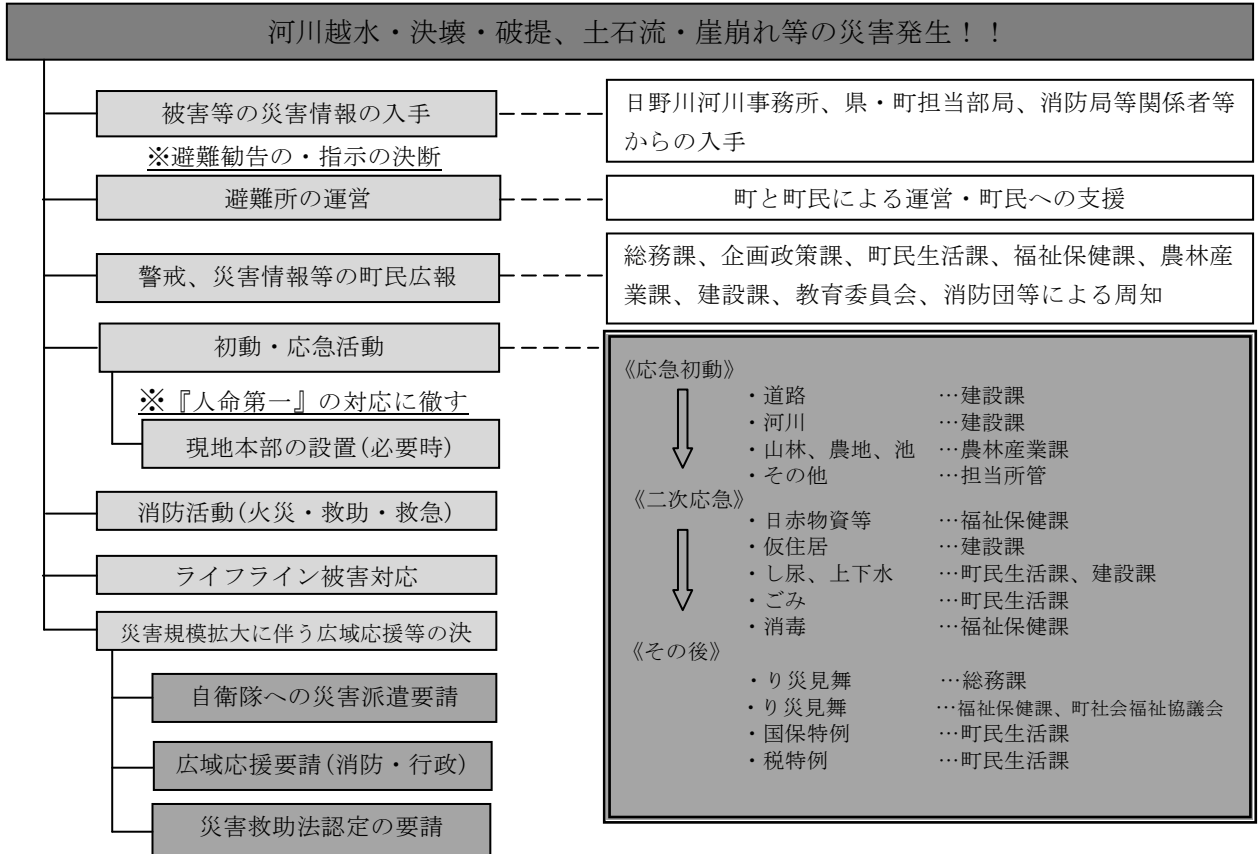 河川越水・決壊・破提、土石流・崖崩れ等の災害発生！！
被害等の災害情報の入手
日野川河川事務所、県・町担当部局、消防局等関係者等
からの入手
※避難勧告の・指示の決断
避難所の運営
町と町民による運営・町民への支援
警戒、災害情報等の町民広報
総務課、企画政策課、町民生活課、福祉保健課、農林産
業課、建設課、教育委員会、消防団等による周知
初動・応急活動
※『人命第一』の対応に徹す
現地本部の設置(必要時)
消防活動(火災・救助・救急)
ライフライン被害対応
災害規模拡大に伴う広域応援等の決
自衛隊への災害派遣要請
広域応援要請(消防・行政)
災害救助法認定の要請
《応急初動》
・道路 …建設課
・河川 …建設課
・山林、農地、池 …農林産業課
・その他 …担当所管
《二次応急》
・日赤物資等 …福祉保健課
・仮住居 …建設課
・し尿、上下水 …町民生活課、建設課
・ごみ …町民生活課
・消毒 …福祉保健課
《その後》
・り災見舞 …総務課
・り災見舞 …福祉保健課、町社会福祉協議会
・国保特例 …町民生活課
・税特例 …町民生活課